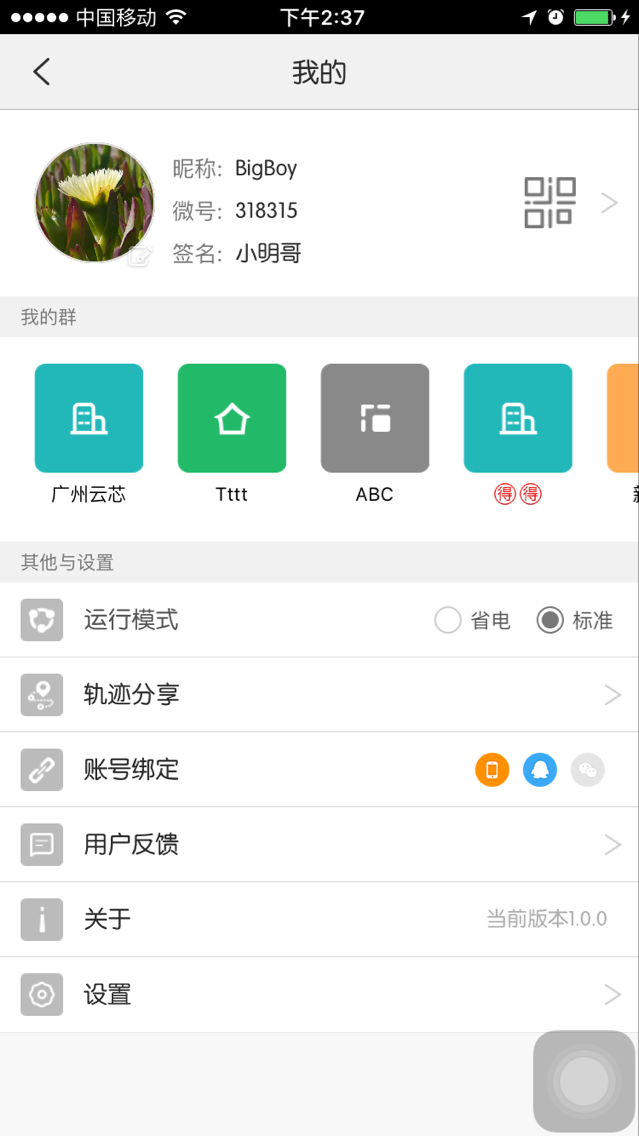 中国移动 下午2:37
我的
昵称: BigBoy
微号: 318315
签名: 小明哥
我的群
广州云芯 Tttt ABC 得得
其他与设置
运行模式 省电 标准
轨迹分享
账号绑定
用户反馈
关于 当前版本1.0.0
设置